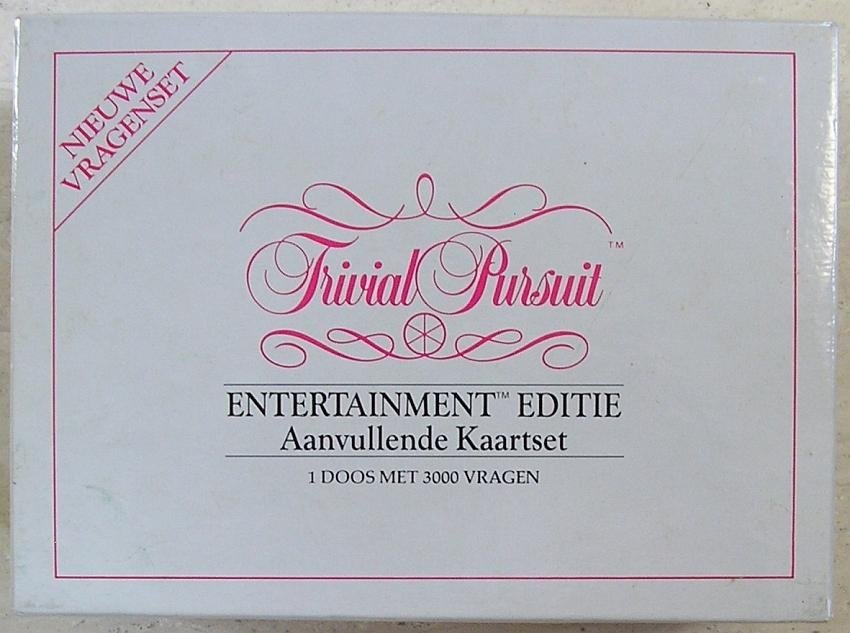 NIEUWE
VRAGENSET
Trivial Pursuit™
ENTERTAINMENT™ EDITIE
Aanvullende Kaartset
1 DOOS MET 3000 VRAGEN